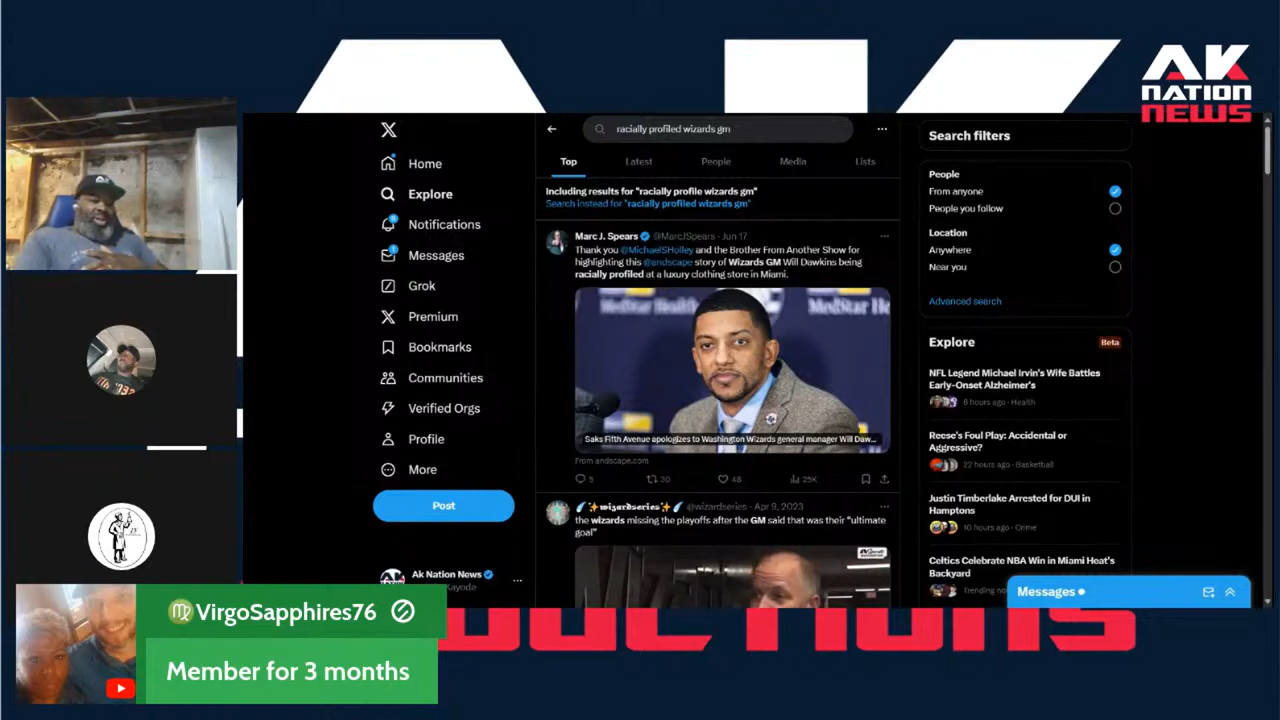 AK
NATION
NEWS
racially profiled wizards gm
Top
Latest
People
Media
Lists
Including results for "racially profile wizards gm"
Search instead for "racially profiled wizards gm"
Home
Explore
Notifications
Messages
Grok
Premium
Bookmarks
Communities
Verified Orgs
Profile
More
Post
Ak Nation News
Kayode
Marc J. Spears @MarcJSpears · Jun 17
Thank you @MichaelSHolley and the Brother From Another Show for
highlighting this @andscape story of Wizards GM Will Dawkins being
racially profiled at a luxury clothing store in Miami.
MedStar Health
MedStar He
Saks Fifth Avenue apologizes to Washington Wizards general manager Will Daw...
From andscape.com
5
30
48
25K
wizardseries @wizardseries · Apr 9, 2023
the wizards missing the playoffs after the GM said that was their "ultimate
goal"
Search filters
People
From anyone
People you follow
Location
Anywhere
Near you
Advanced search
Explore
Beta
NFL Legend Michael Irvin's Wife Battles
Early-Onset Alzheimer's
6 hours ago · Health
Reese's Foul Play: Accidental or
Aggressive?
22 hours ago · Basketball
Justin Timberlake Arrested for DUI in
Hamptons
10 hours ago · Crime
Celtics Celebrate NBA Win in Miami Heat's
Backyard
trending no
Messages
VirgoSapphires76
Member for 3 months